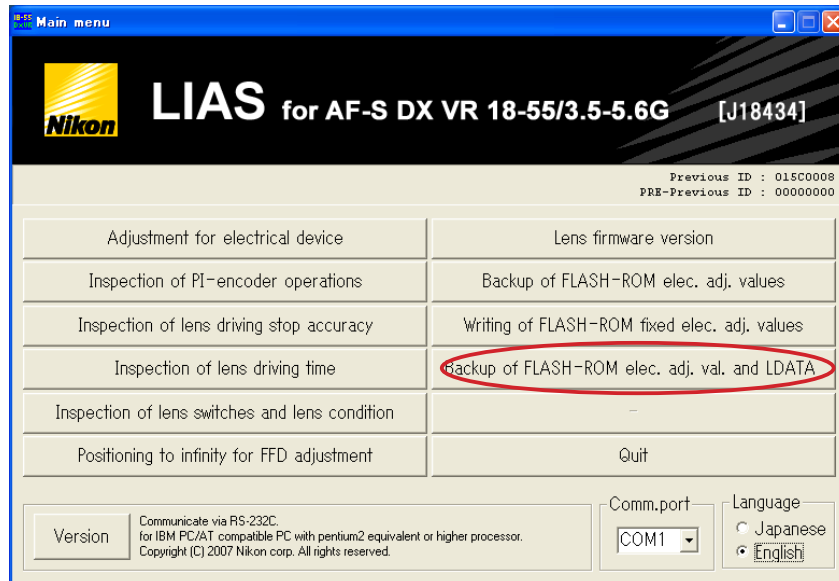 18-55
DXVR
Main menu
Nikon
LIAS for AF-S DX VR 18-55/3.5-5.6G [J18434]
Previous ID : 015C0008
PRE-Previous ID : 00000000
Adjustment for electrical device
Lens firmware version
Inspection of PI-encoder operations
Backup of FLASH-ROM elec. adj. values
Inspection of lens driving stop accuracy
Writing of FLASH-ROM fixed elec. adj. values
Inspection of lens driving time
Backup of FLASH-ROM elec. adj. val. and LDATA
Inspection of lens switches and lens condition
-
Positioning to infinity for FFD adjustment
Quit
Version
Communicate via RS-232C.
for IBM PC/AT compatible PC with pentium2 equivalent or higher processor.
Copyright (C) 2007 Nikon corp. All rights reserved.
Comm.port
COM1
Language
Japanese
English